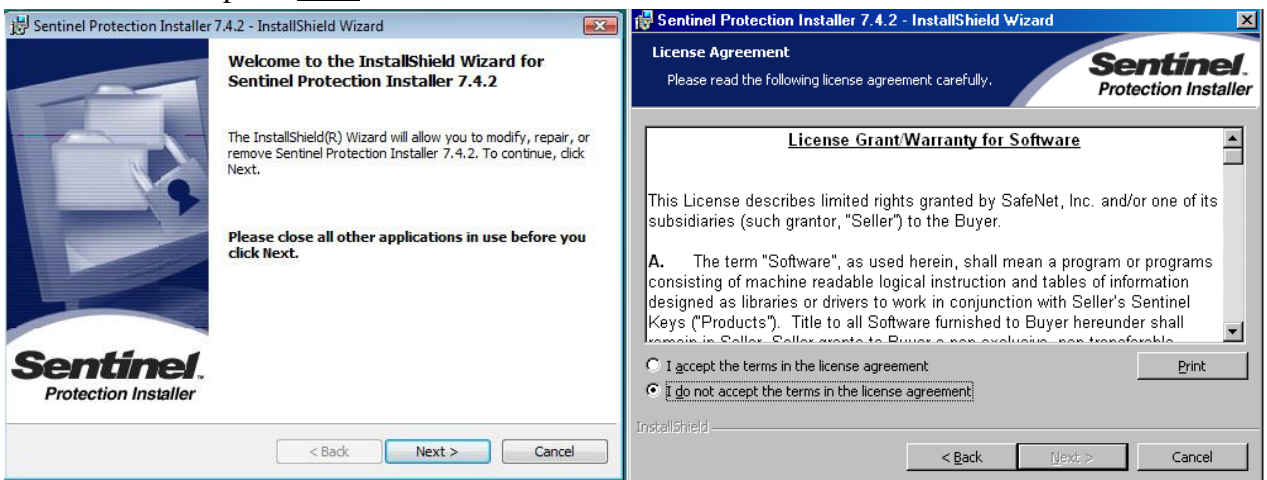 Sentinel Protection Installer 7.4.2 - InstallShield Wizard
Welcome to the InstallShield Wizard for
Sentinel Protection Installer 7.4.2
The InstallShield(R) Wizard will allow you to modify, repair, or
remove Sentinel Protection Installer 7.4.2. To continue, click
Next.
Please close all other applications in use before you
click Next.
Sentinel.
Protection Installer
< Back
Next >
Cancel
Sentinel Protection Installer 7.4.2 - InstallShield Wizard
License Agreement
Please read the following license agreement carefully.
Sentinel.
Protection Installer
License Grant/Warranty for Software
This License describes limited rights granted by SafeNet, Inc. and/or one of its
subsidiaries (such grantor, "Seller") to the Buyer.
A. The term "Software", as used herein, shall mean a program or programs
consisting of machine readable logical instruction and tables of information
designed as libraries or drivers to work in conjunction with Seller's Sentinel
Keys ("Products"). Title to all Software furnished to Buyer hereunder shall
I accept the terms in the license agreement
Print
I do not accept the terms in the license agreement
InstallShield
< Back
Next >
Cancel